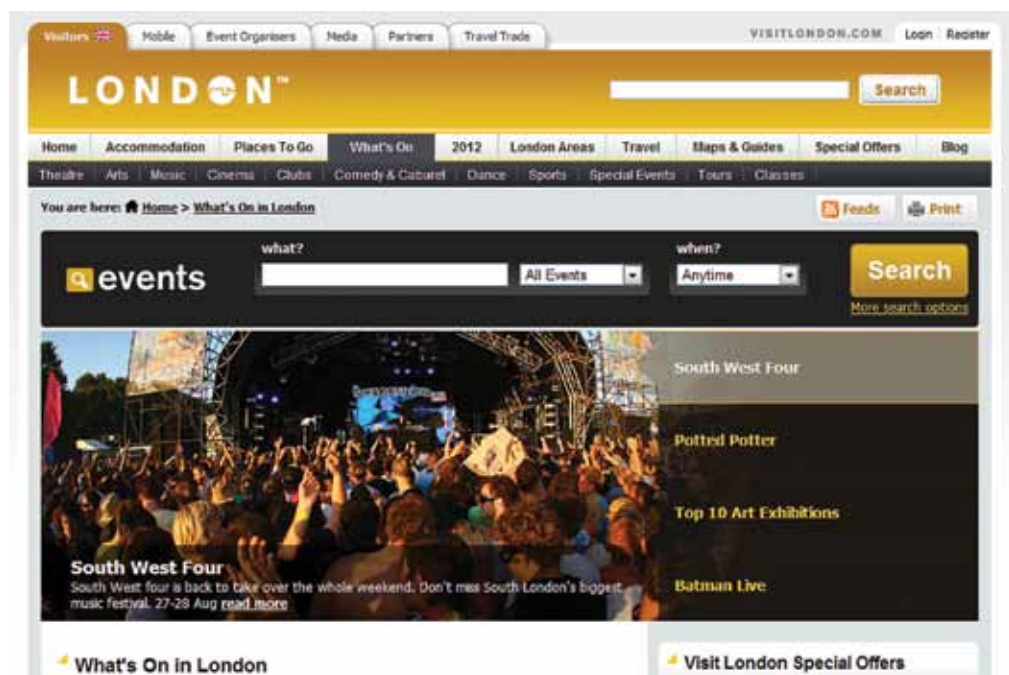 Visitors Mobile Event Organisers Media Partners Travel Trade VISITLONDON.COM Login Register
LONDON™
Search
Home Accommodation Places To Go What's On 2012 London Areas Travel Maps & Guides Special Offers Blog
Theatre Arts Music Cinema Clubs Comedy & Cabaret Dance Sports Special Events Tours Classes
You are here: Home > What's On in London Feeds Print
what? when?
events All Events Anytime Search
More search options
South West Four
Potted Potter
Top 10 Art Exhibitions
Batman Live
South West Four
South West four is back to take over the whole weekend. Don't miss South London's biggest
music festival. 27-28 Aug read more
What's On in London
Visit London Special Offers